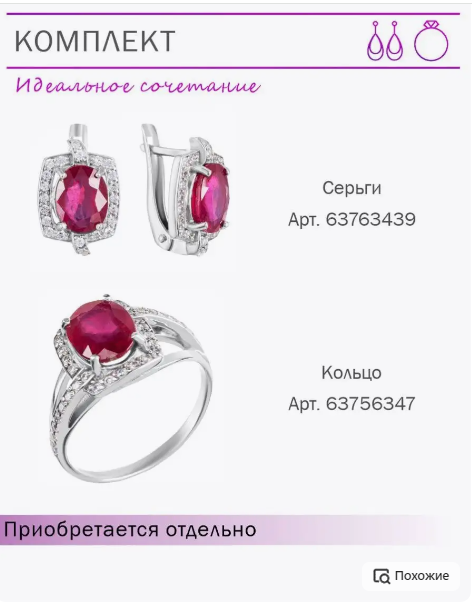 КОМПЛЕКТ
Идеальное сочетание
Серьги
Арт. 63763439
Кольцо
Арт. 63756347
Приобретается отдельно
Похожие